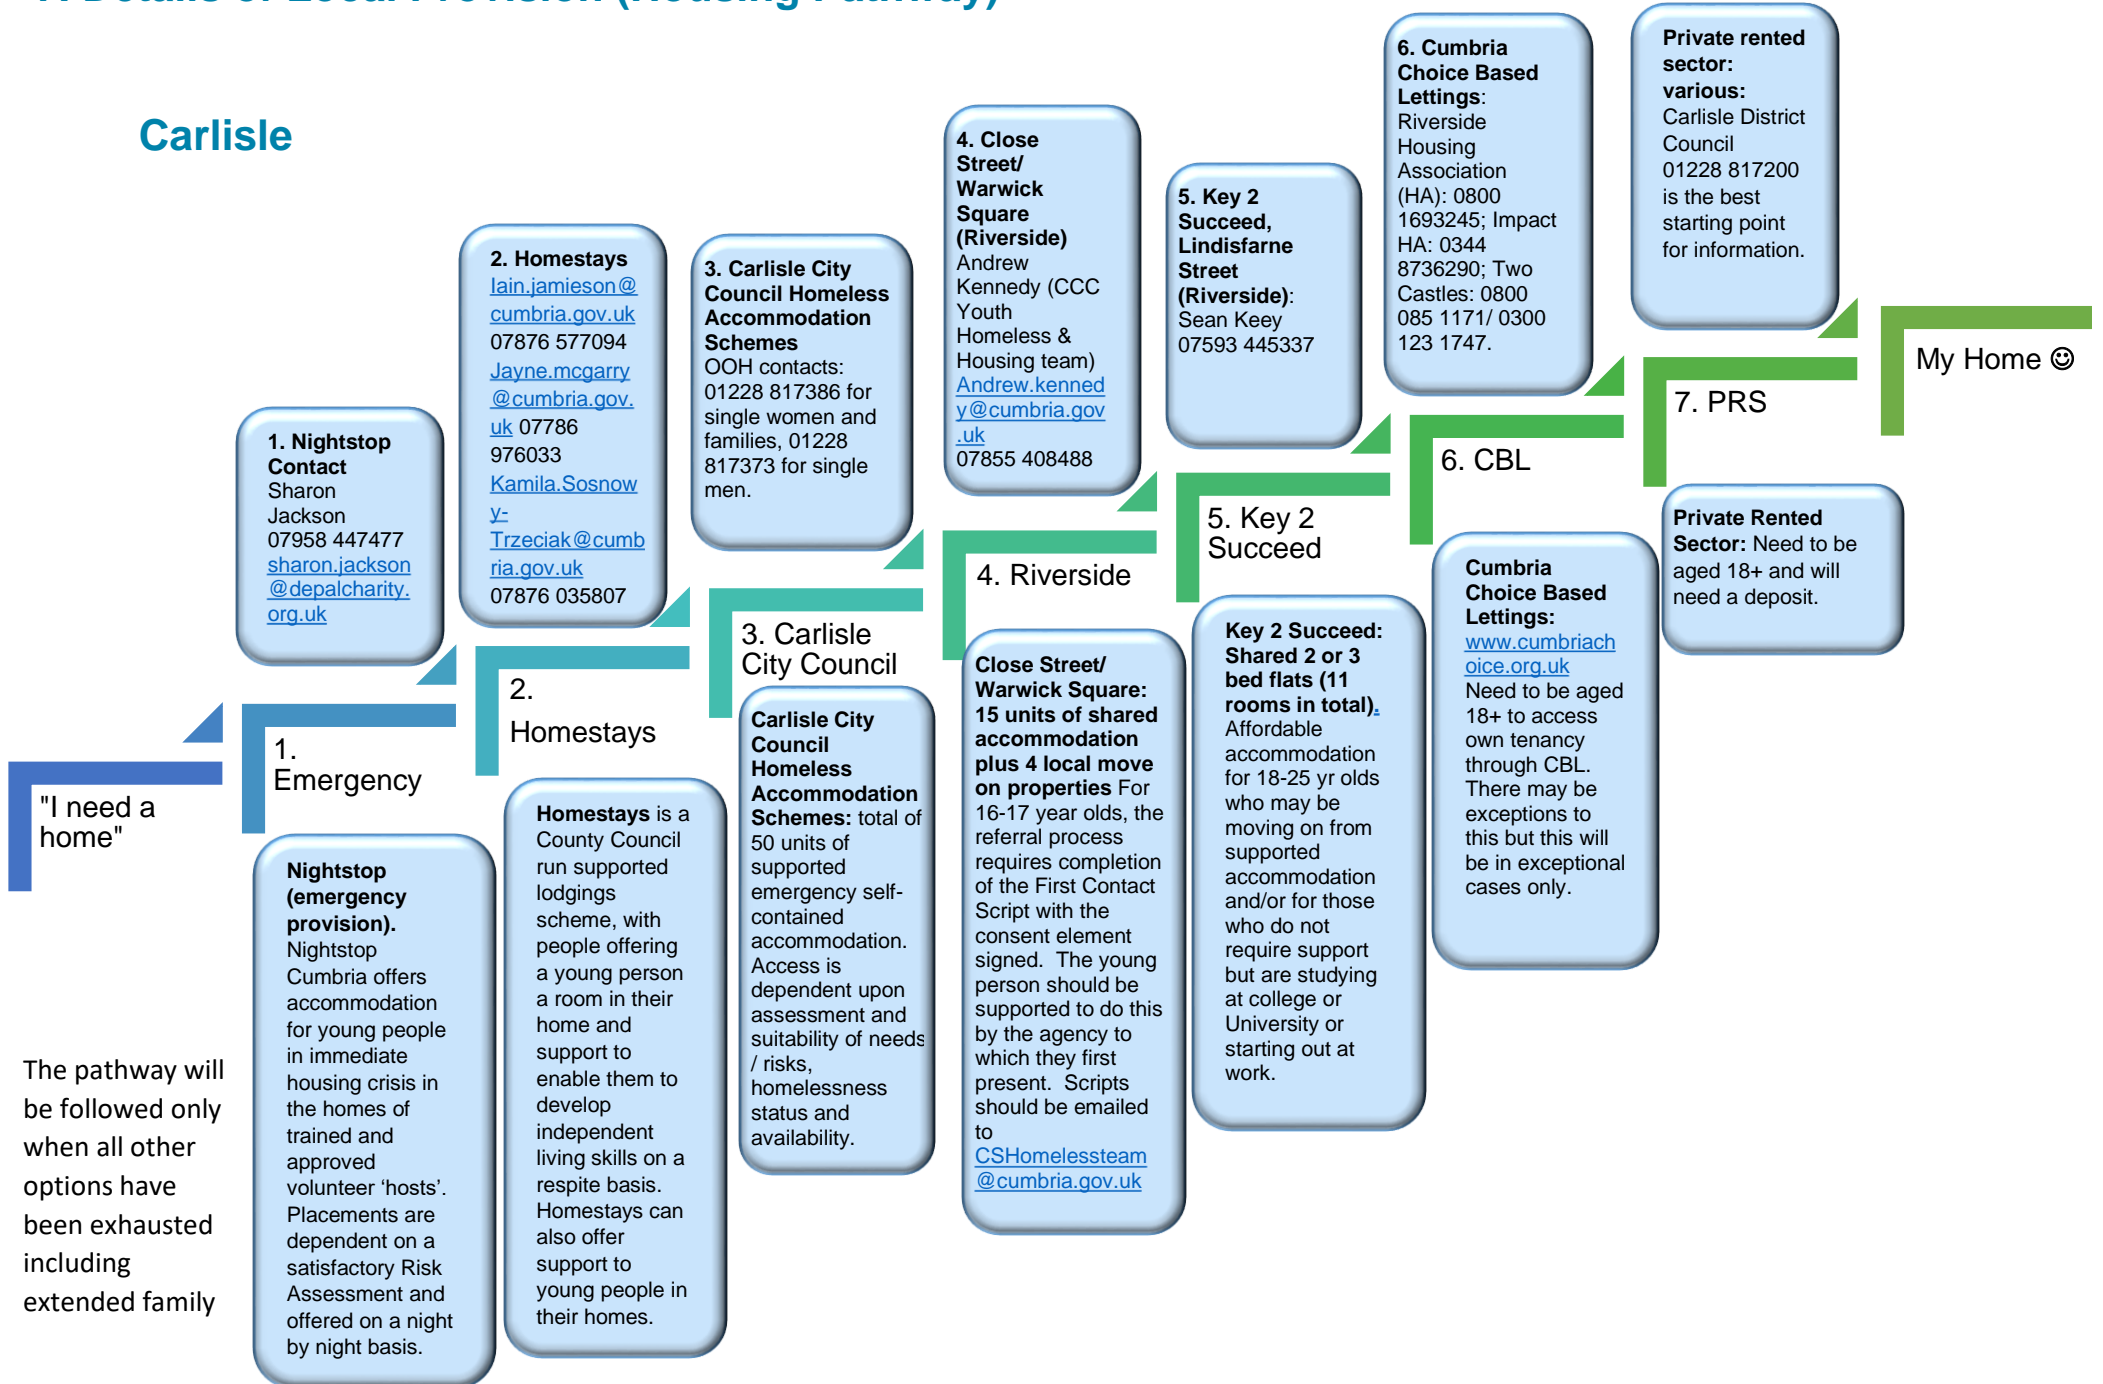 Carlisle
1. Nightstop
Contact
Sharon
Jackson
07958 447477
sharon.jackson
@depalcharity.
org.uk
2. Homestays
Iain.jamieson@
cumbria.gov.uk
07876 577094
Jayne.mcgarry
@cumbria.gov.
uk 07786
976033
Kamila.Sosnow
y-
Trzeciak@cumb
ria.gov.uk
07876 035807
3. Carlisle City
Council Homeless
Accommodation
Schemes
OOH contacts:
01228 817386 for
single women and
families, 01228
817373 for single
men.
4. Close
Street/
Warwick
Square
(Riverside)
Andrew
Kennedy (CCC
Youth
Homeless &
Housing team)
Andrew.kenned
y@cumbria.gov
.uk
07855 408488
5. Key 2
Succeed,
Lindisfarne
Street
(Riverside):
Sean Keey
07593 445337
6. Cumbria
Choice Based
Lettings:
Riverside
Housing
Association
(HA): 0800
1693245; Impact
HA: 0344
8736290; Two
Castles: 0800
085 1171/ 0300
123 1747.
Private rented
sector:
various:
Carlisle District
Council
01228 817200
is the best
starting point
for information.
"I need a
home"
1.
Emergency
2.
Homestays
3. Carlisle
City Council
4. Riverside
5. Key 2
Succeed
6. CBL
7. PRS
My Home ☺
Nightstop
(emergency
provision).
Nightstop
Cumbria offers
accommodation
for young people
in immediate
housing crisis in
the homes of
trained and
approved
volunteer ‘hosts’.
Placements are
dependent on a
satisfactory Risk
Assessment and
offered on a night
by night basis.
Homestays is a
County Council
run supported
lodgings
scheme, with
people offering
a young person
a room in their
home and
support to
enable them to
develop
independent
living skills on a
respite basis.
Homestays can
also offer
support to
young people in
their homes.
Carlisle City
Council
Homeless
Accommodation
Schemes: total of
50 units of
supported
emergency self-
contained
accommodation.
Access is
dependent upon
assessment and
suitability of needs
/ risks,
homelessness
status and
availability.
Close Street/
Warwick Square:
15 units of shared
accommodation
plus 4 local move
on properties For
16-17 year olds, the
referral process
requires completion
of the First Contact
Script with the
consent element
signed.  The young
person should be
supported to do this
by the agency to
which they first
present.  Scripts
should be emailed
to
CSHomelessteam
@cumbria.gov.uk
Key 2 Succeed:
Shared 2 or 3
bed flats (11
rooms in total).
Affordable
accommodation
for 18-25 yr olds
who may be
moving on from
supported
accommodation
and/or for those
who do not
require support
but are studying
at college or
University or
starting out at
work.
Cumbria
Choice Based
Lettings:
www.cumbriach
oice.org.uk
Need to be aged
18+ to access
own tenancy
through CBL.
There may be
exceptions to
this but this will
be in exceptional
cases only.
Private Rented
Sector: Need to be
aged 18+ and will
need a deposit.
The pathway will
be followed only
when all other
options have
been exhausted
including
extended family